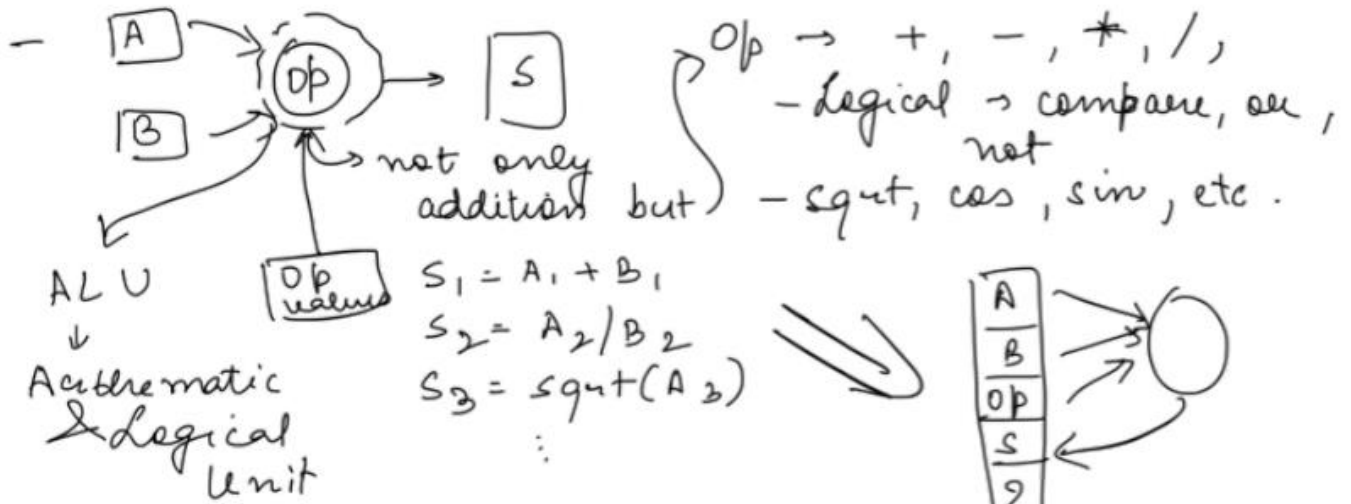 - A
Op → +, -, *, /,
OP
S
- Logical → compare, or,
not
B
→ not only
addition but
- sqrt, cos, sin, etc.
ALU
Op
values
S₁ = A₁ + B₁
S₂ = A₂/B₂
S₃ = sqrt(A₃)
⋮
↓
Arithematic
& Logical
Unit
A
B
OP
S